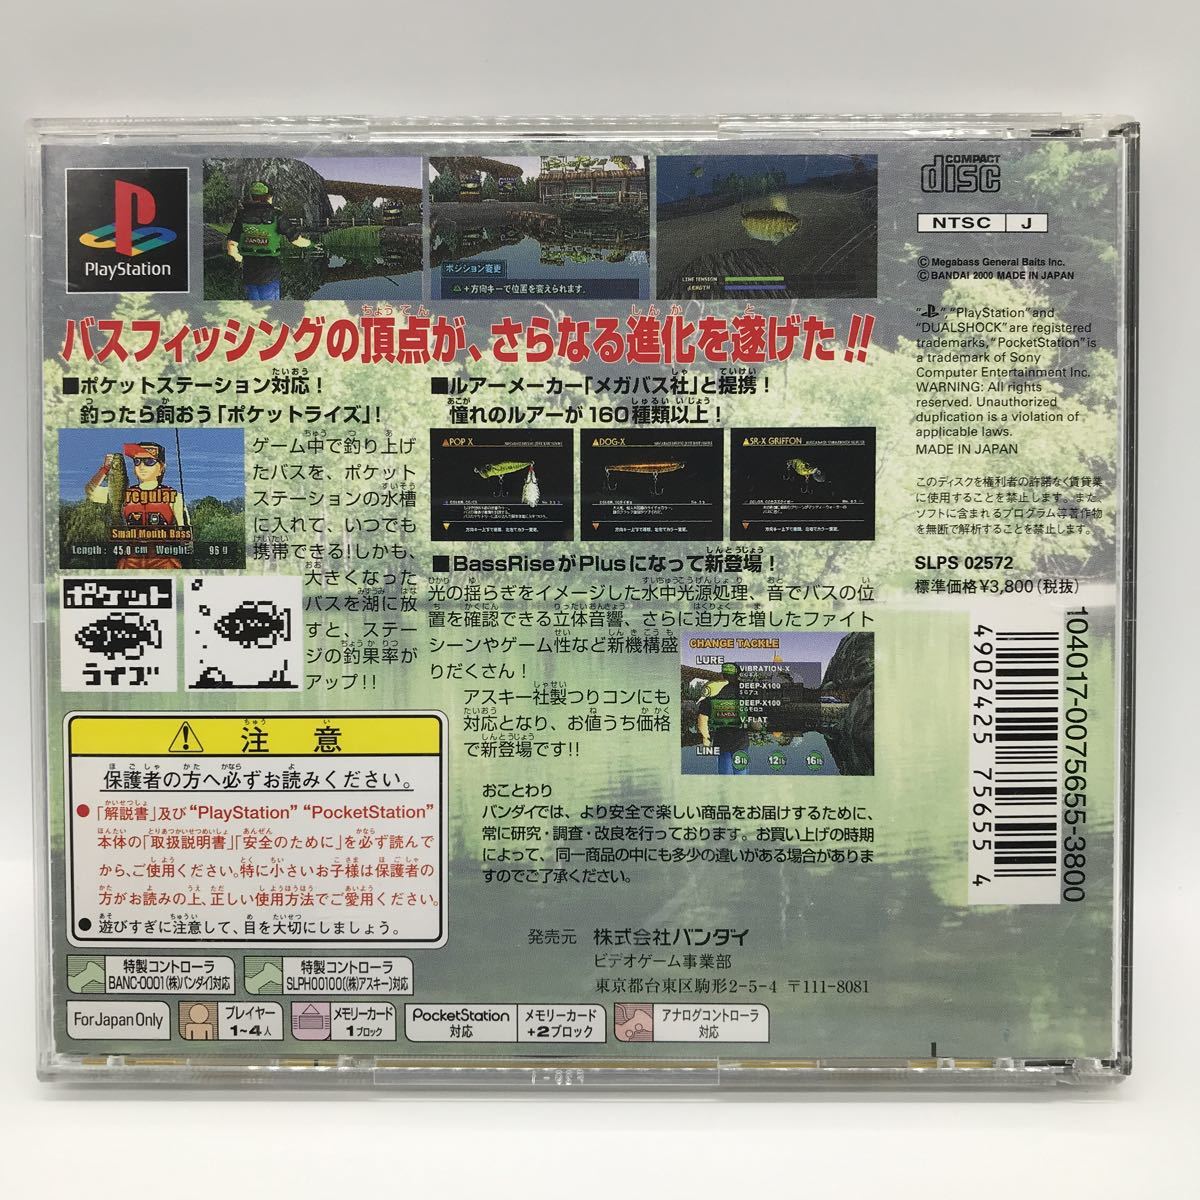 PlayStation
BANDAI
ポジション変更
+方向キーで位置を変えられます。
LINE TENSION
LENGTH
COMPACT
disc
NTSC J
© Megabass General Baits Inc.
© BANDAI 2000 MADE IN JAPAN
バスフィッシングの頂点が、さらなる進化を遂げた!!
■ポケットステーション対応!
釣ったら飼おう「ポケットライズ」!
regular
Small Mouth Bass
Length: 45.0 cm Weight: 96 g
ゲーム中で釣り上げ
たバスを、ポケット
ステーションの水槽
に入れて、いつでも
携帯できる!しかも、
大きくなった
バスを湖に放
すと、ステー
ジの釣果率が
アップ!!
ポケット
ライズ
■ルアーメーカー「メガバス社」と提携!
憧れのルアーが160種類以上!
POP X
DOG-X
SR-X GRIFFON
■BassRiseがPlusになって新登場!
光の揺らぎをイメージした水中光源処理、音でバスの位
置を確認できる立体音響、さらに迫力を増したファイト
シーンやゲーム性など新機構盛
りだくさん!
アスキー社製つりコンにも
対応となり、お値うち価格
で新登場です!!
CHANGE TACKLE
LURE
VIBRATION-X
DEEP-X100
DEEP-X100
V-FLAT
LINE
8lb 12lb 16lb
おことわり
バンダイでは、より安全で楽しい商品をお届けするために、
常に研究・調査・改良を行っております。お買い上げの時期
によって、同一商品の中にも多少の違いがある場合がありま
すのでご了承ください。
発売元 株式会社バンダイ
ビデオゲーム事業部
東京都台東区駒形2-5-4 〒111-8081
"PlayStation" and
"DUALSHOCK" are registered
trademarks, "PocketStation" is
a trademark of Sony
Computer Entertainment Inc.
WARNING: All rights
reserved. Unauthorized
duplication is a violation of
applicable laws.
MADE IN JAPAN
このディスクを権利者の許諾なく賃貸業
に使用することを禁止します。また、
ソフトに含まれるプログラム等著作物
を無断で解析することを禁止します。
SLPS 02572
標準価格¥3,800(税抜)
104017-0075655-3800
4902425 75655 4
注意
保護者の方へ必ずお読みください。
●「解説書」及び"PlayStation" "PocketStation"
本体の「取扱説明書」「安全のために」を必ず読んで
から、ご使用ください。特に小さいお子様は保護者の
方がお読みの上、正しい使用方法でご愛用ください。
●遊びすぎに注意して、目を大切にしましょう。
特製コントローラ
BANC-0001[(株)バンダイ]対応
特製コントローラ
SLPH00100[(株)アスキー]対応
For Japan Only
プレイヤー
1~4人
メモリーカード
1ブロック
PocketStation
対応
メモリーカード
+2ブロック
アナログコントローラ
対応